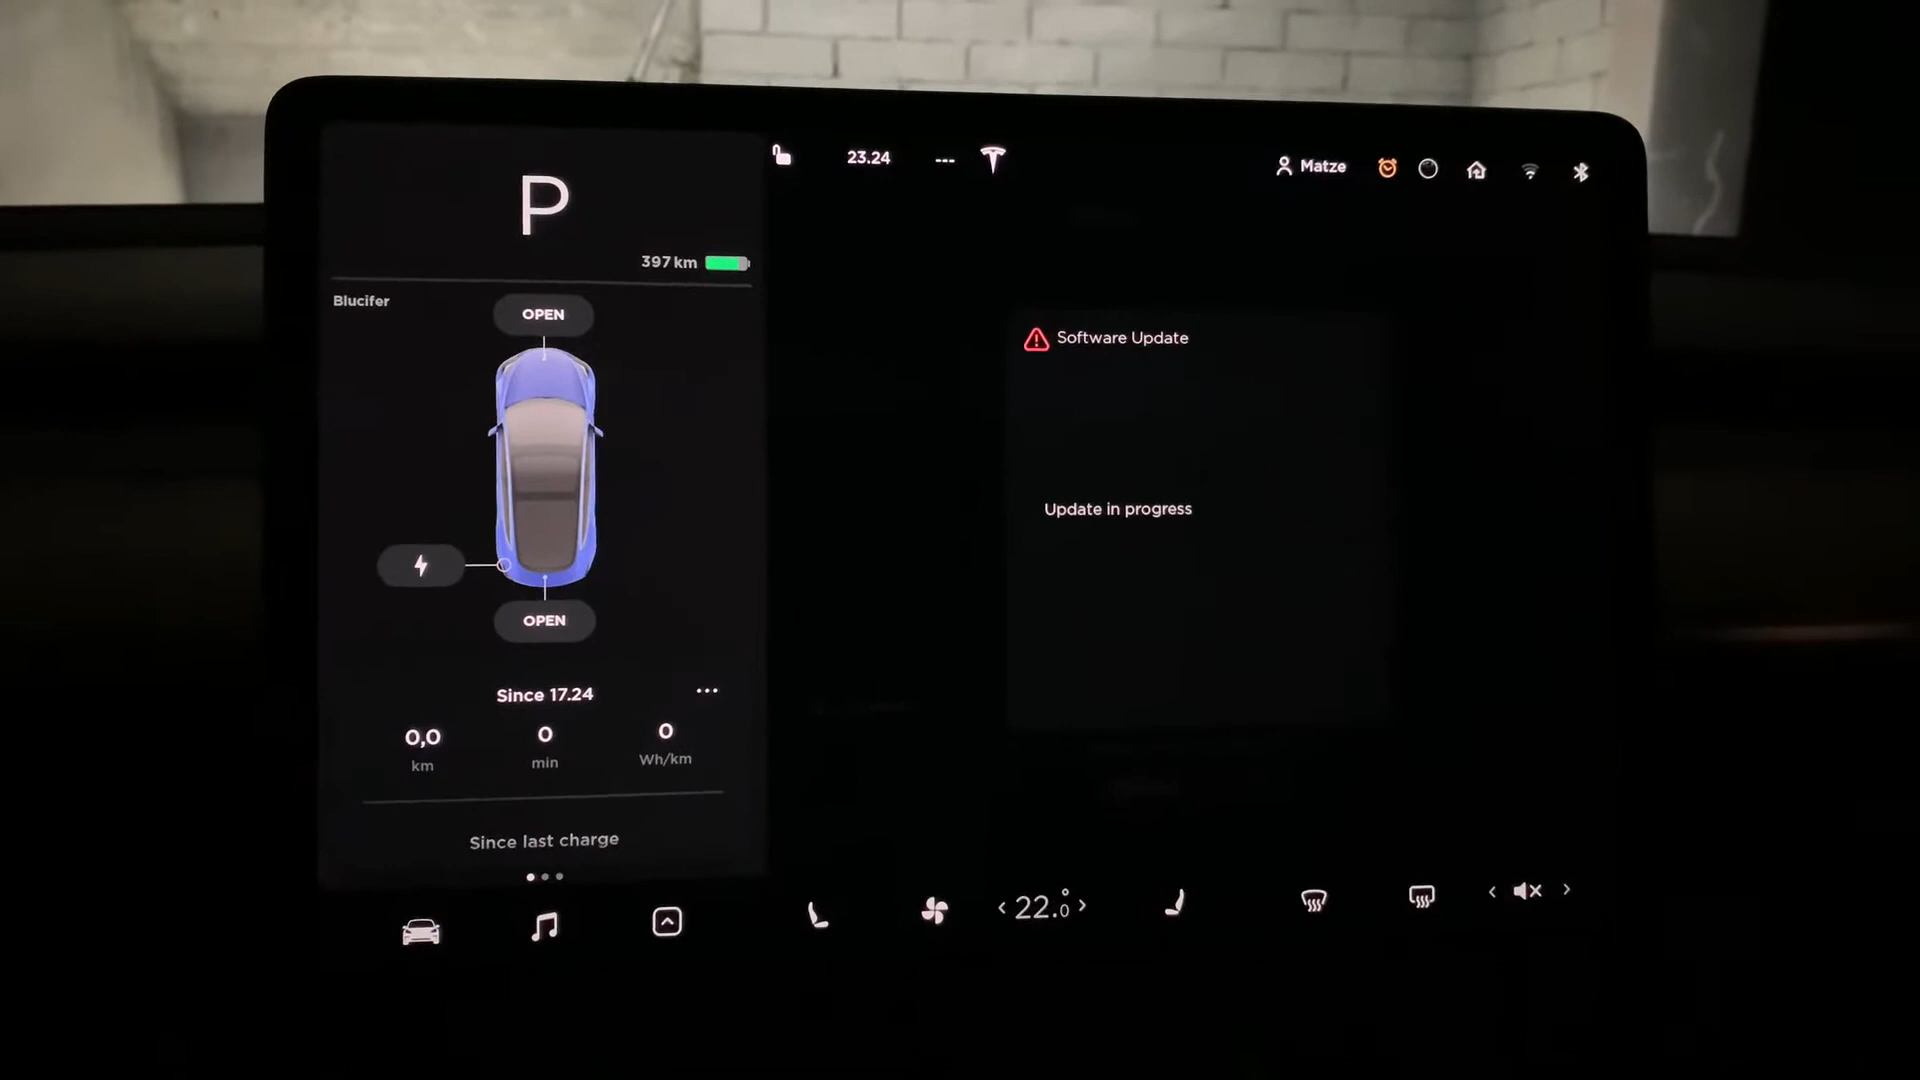 P
397 km
Blucifer
OPEN
OPEN
Since 17.24
...
0,0
0
0
km
min
Wh/km
Since last charge
23.24
---
Matze
Software Update
Update in progress
22.0°